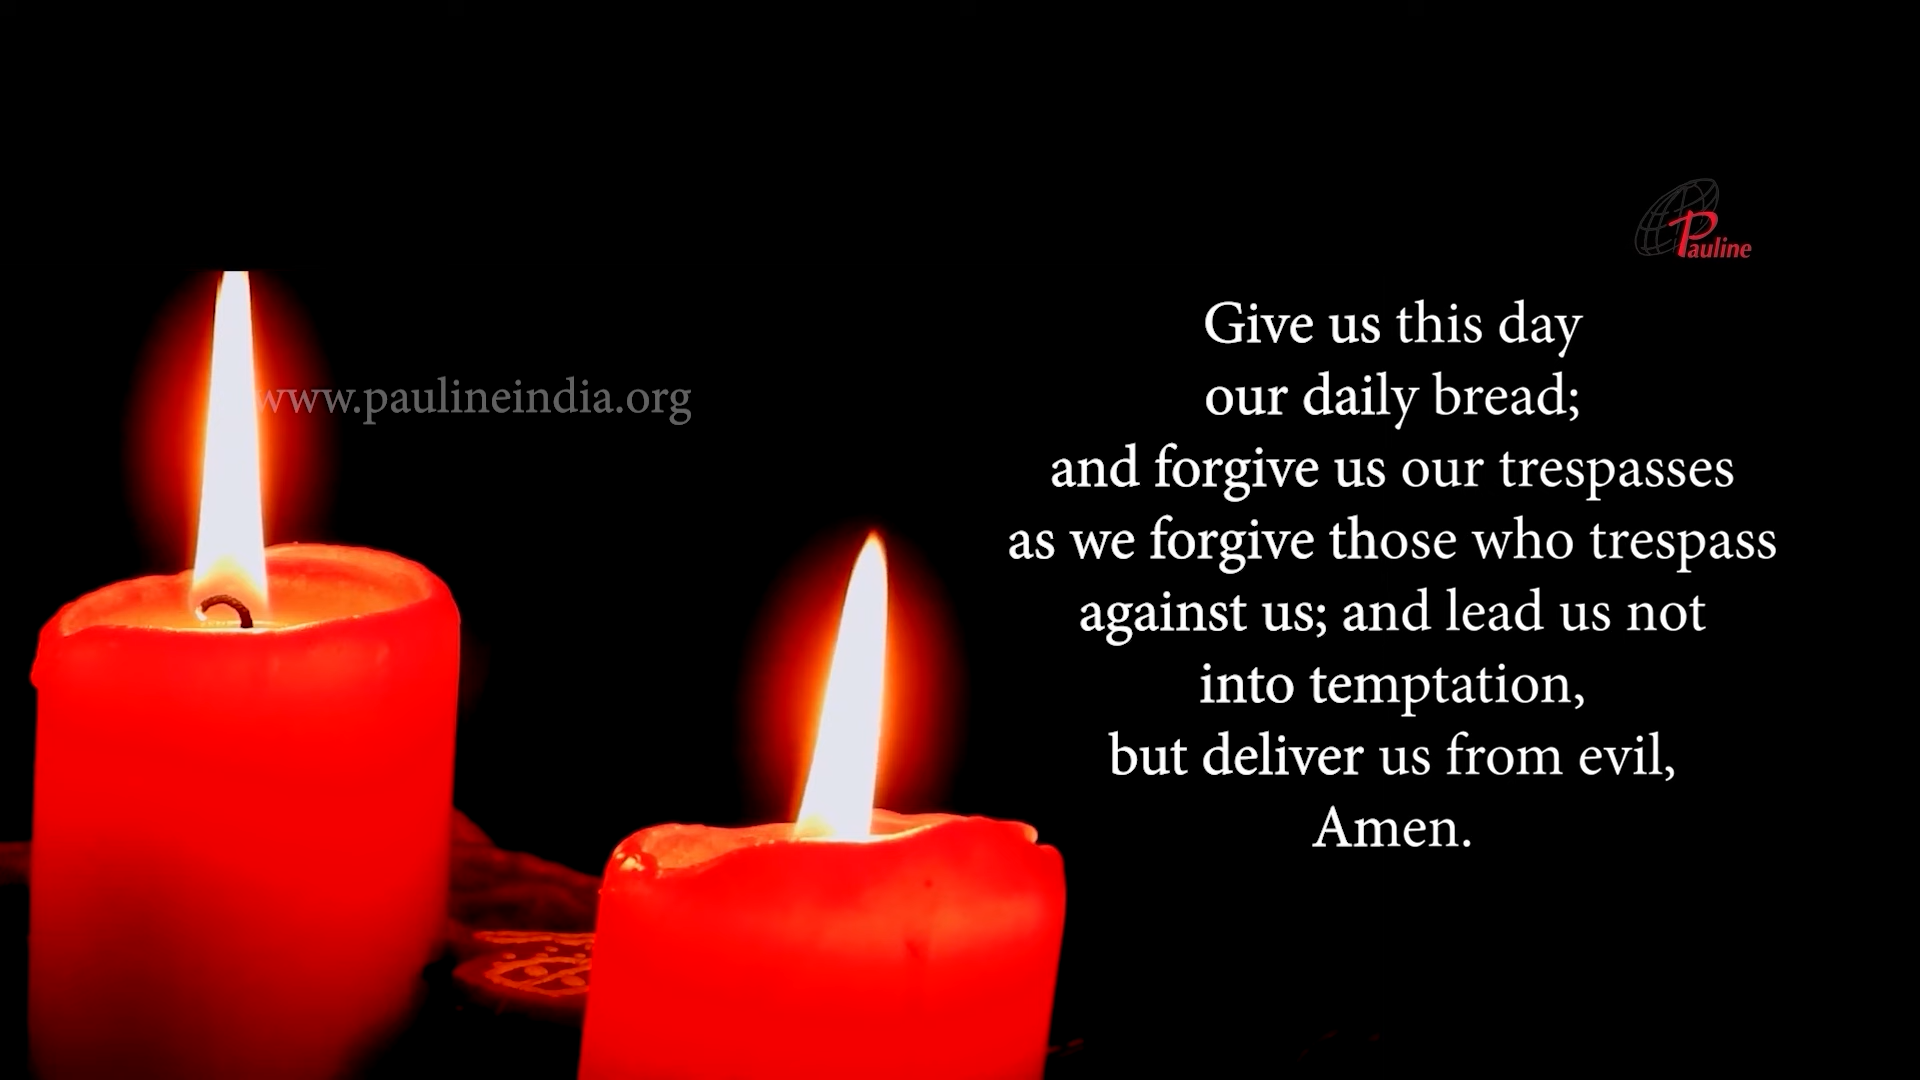 Pauline
www.paulineindia.org
Give us this day
our daily bread;
and forgive us our trespasses
as we forgive those who trespass
against us; and lead us not
into temptation,
but deliver us from evil,
Amen.